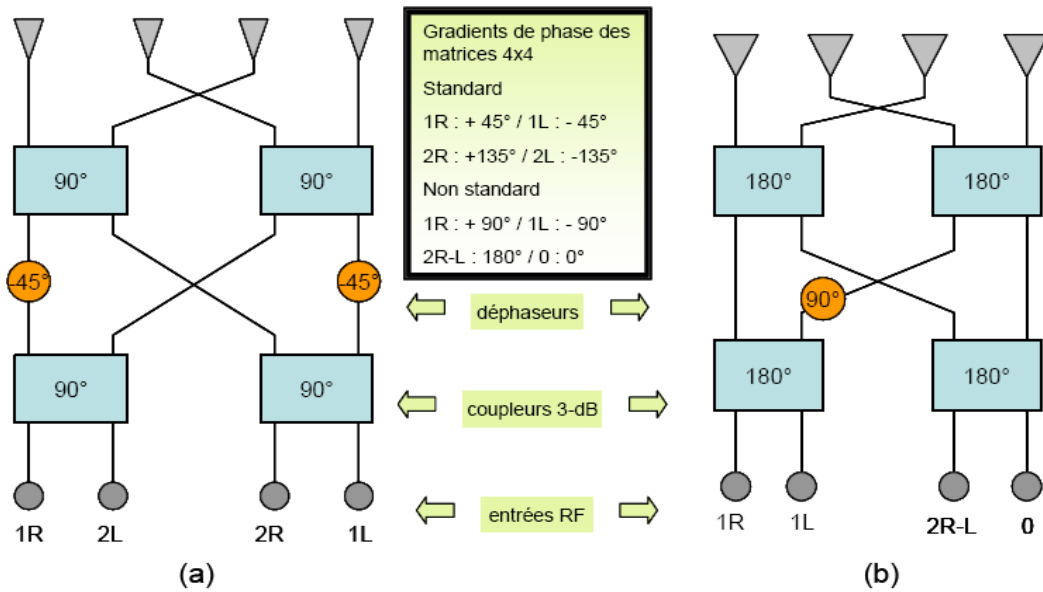 Gradients de phase des
matrices 4x4
Standard
1R : + 45° / 1L : - 45°
2R : +135° / 2L : -135°
Non standard
1R : + 90° / 1L : - 90°
2R-L : 180° / 0 : 0°
90° 90°
-45° -45°
90° 90°
1R 2L 2R 1L
(a)
déphaseurs
coupleurs 3-dB
entrées RF
180° 180°
90°
180° 180°
1R 1L 2R-L 0
(b)